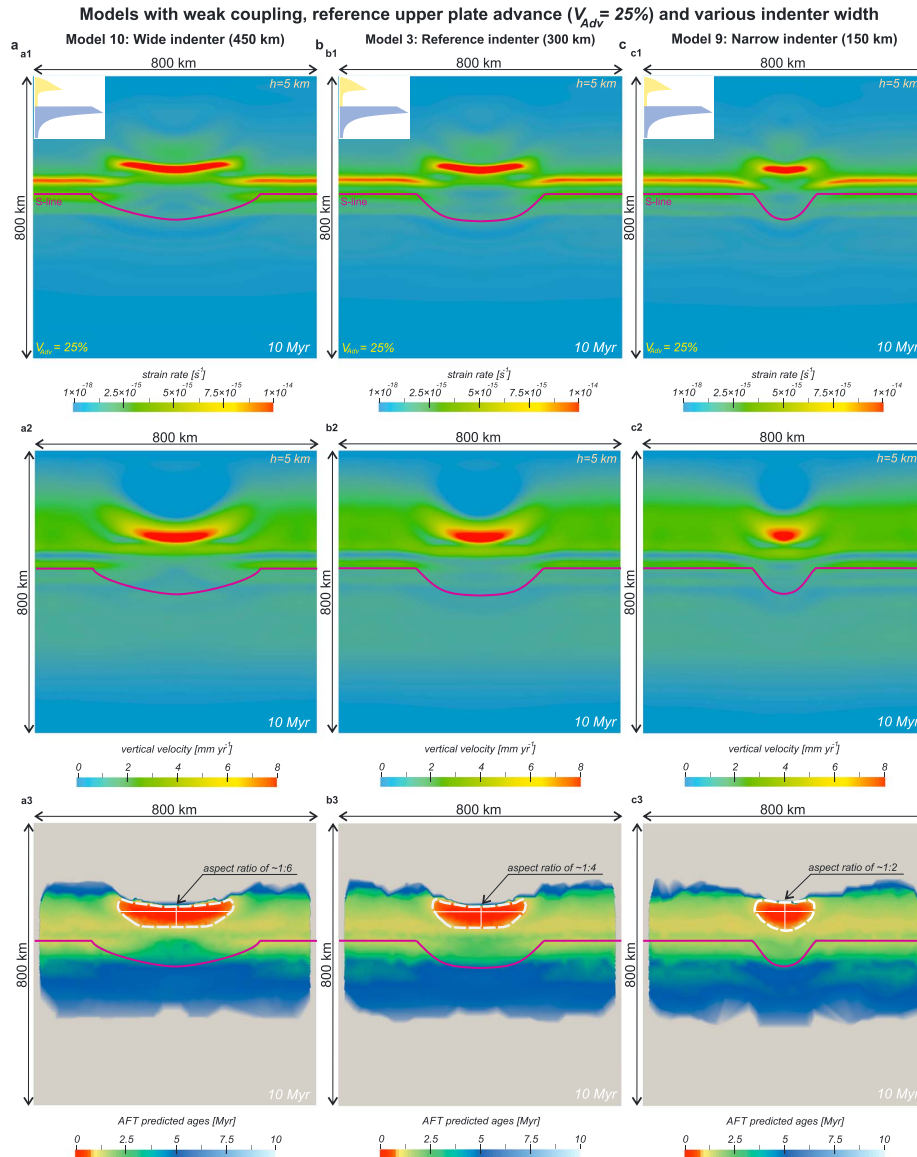 Models with weak coupling, reference upper plate advance (V_Adv = 25%) and various indenter width
a Model 10: Wide indenter (450 km) b Model 3: Reference indenter (300 km) c Model 9: Narrow indenter (150 km)
a1 b1 c1
800 km 800 km 800 km
h=5 km h=5 km h=5 km
800 km 800 km 800 km
S-line S-line S-line
V_Adv = 25% 10 Myr V_Adv = 25% 10 Myr V_Adv = 25% 10 Myr
strain rate [s⁻¹] strain rate [s⁻¹] strain rate [s⁻¹]
1×10⁻¹⁸ 2.5×10⁻¹⁵ 5×10⁻¹⁵ 7.5×10⁻¹⁵ 1×10⁻¹⁴ 1×10⁻¹⁸ 2.5×10⁻¹⁵ 5×10⁻¹⁵ 7.5×10⁻¹⁵ 1×10⁻¹⁴ 1×10⁻¹⁸ 2.5×10⁻¹⁵ 5×10⁻¹⁵ 7.5×10⁻¹⁵ 1×10⁻¹⁴
a2 b2 c2
800 km 800 km 800 km
h=5 km h=5 km h=5 km
800 km 800 km 800 km
10 Myr 10 Myr 10 Myr
vertical velocity [mm yr⁻¹] vertical velocity [mm yr⁻¹] vertical velocity [mm yr⁻¹]
0 2 4 6 8 0 2 4 6 8 0 2 4 6 8
a3 b3 c3
800 km 800 km 800 km
aspect ratio of ~1:6 aspect ratio of ~1:4 aspect ratio of ~1:2
800 km 800 km 800 km
10 Myr 10 Myr 10 Myr
AFT predicted ages [Myr] AFT predicted ages [Myr] AFT predicted ages [Myr]
0 2.5 5 7.5 10 0 2.5 5 7.5 10 0 2.5 5 7.5 10